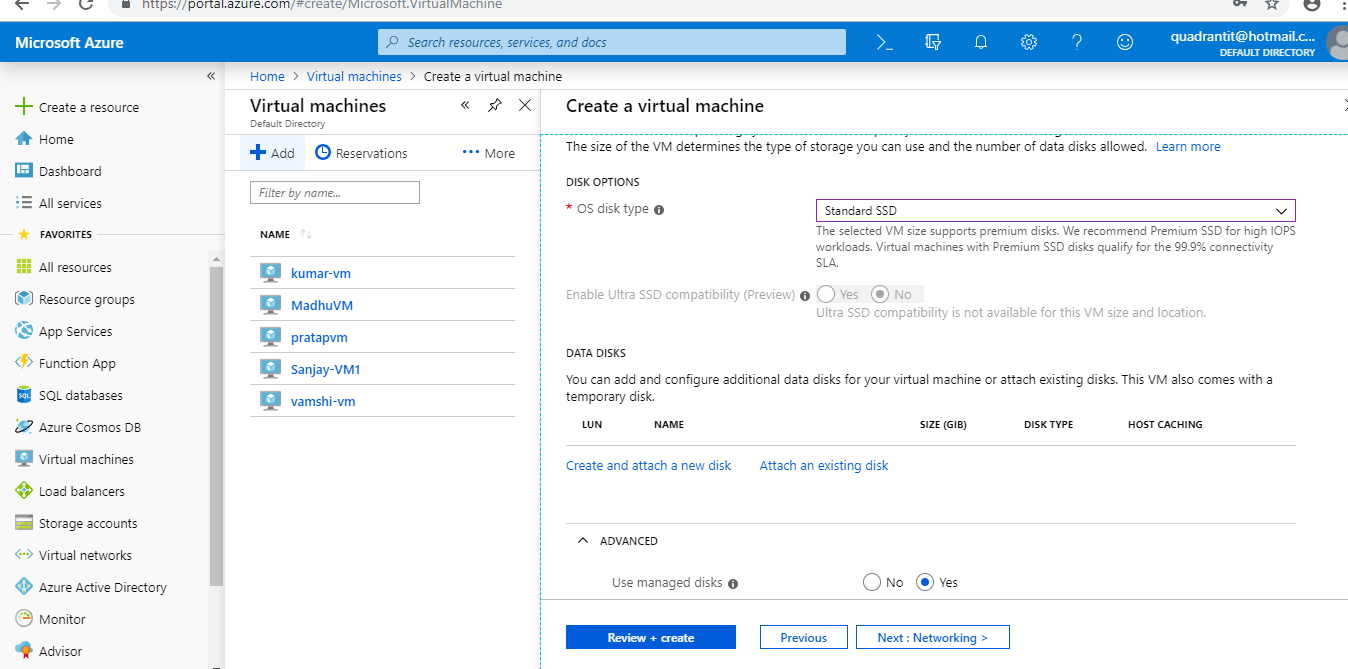 https://portal.azure.com/#create/Microsoft.VirtualMachine
Microsoft Azure
Search resources, services, and docs
quadrantit@hotmail.c...
DEFAULT DIRECTORY
Create a resource
Home
Dashboard
All services
FAVORITES
All resources
Resource groups
App Services
Function App
SQL databases
Azure Cosmos DB
Virtual machines
Load balancers
Storage accounts
Virtual networks
Azure Active Directory
Monitor
Advisor
Home > Virtual machines > Create a virtual machine
Virtual machines
Default Directory
Add Reservations ••• More
Filter by name...
NAME
kumar-vm
MadhuVM
pratapvm
Sanjay-VM1
vamshi-vm
Create a virtual machine
The size of the VM determines the type of storage you can use and the number of data disks allowed. Learn more
DISK OPTIONS
* OS disk type
Standard SSD
The selected VM size supports premium disks. We recommend Premium SSD for high IOPS
workloads. Virtual machines with Premium SSD disks qualify for the 99.9% connectivity
SLA.
Enable Ultra SSD compatibility (Preview) Yes No
Ultra SSD compatibility is not available for this VM size and location.
DATA DISKS
You can add and configure additional data disks for your virtual machine or attach existing disks. This VM also comes with a
temporary disk.
LUN NAME SIZE (GIB) DISK TYPE HOST CACHING
Create and attach a new disk Attach an existing disk
ADVANCED
Use managed disks No Yes
Review + create Previous Next : Networking >